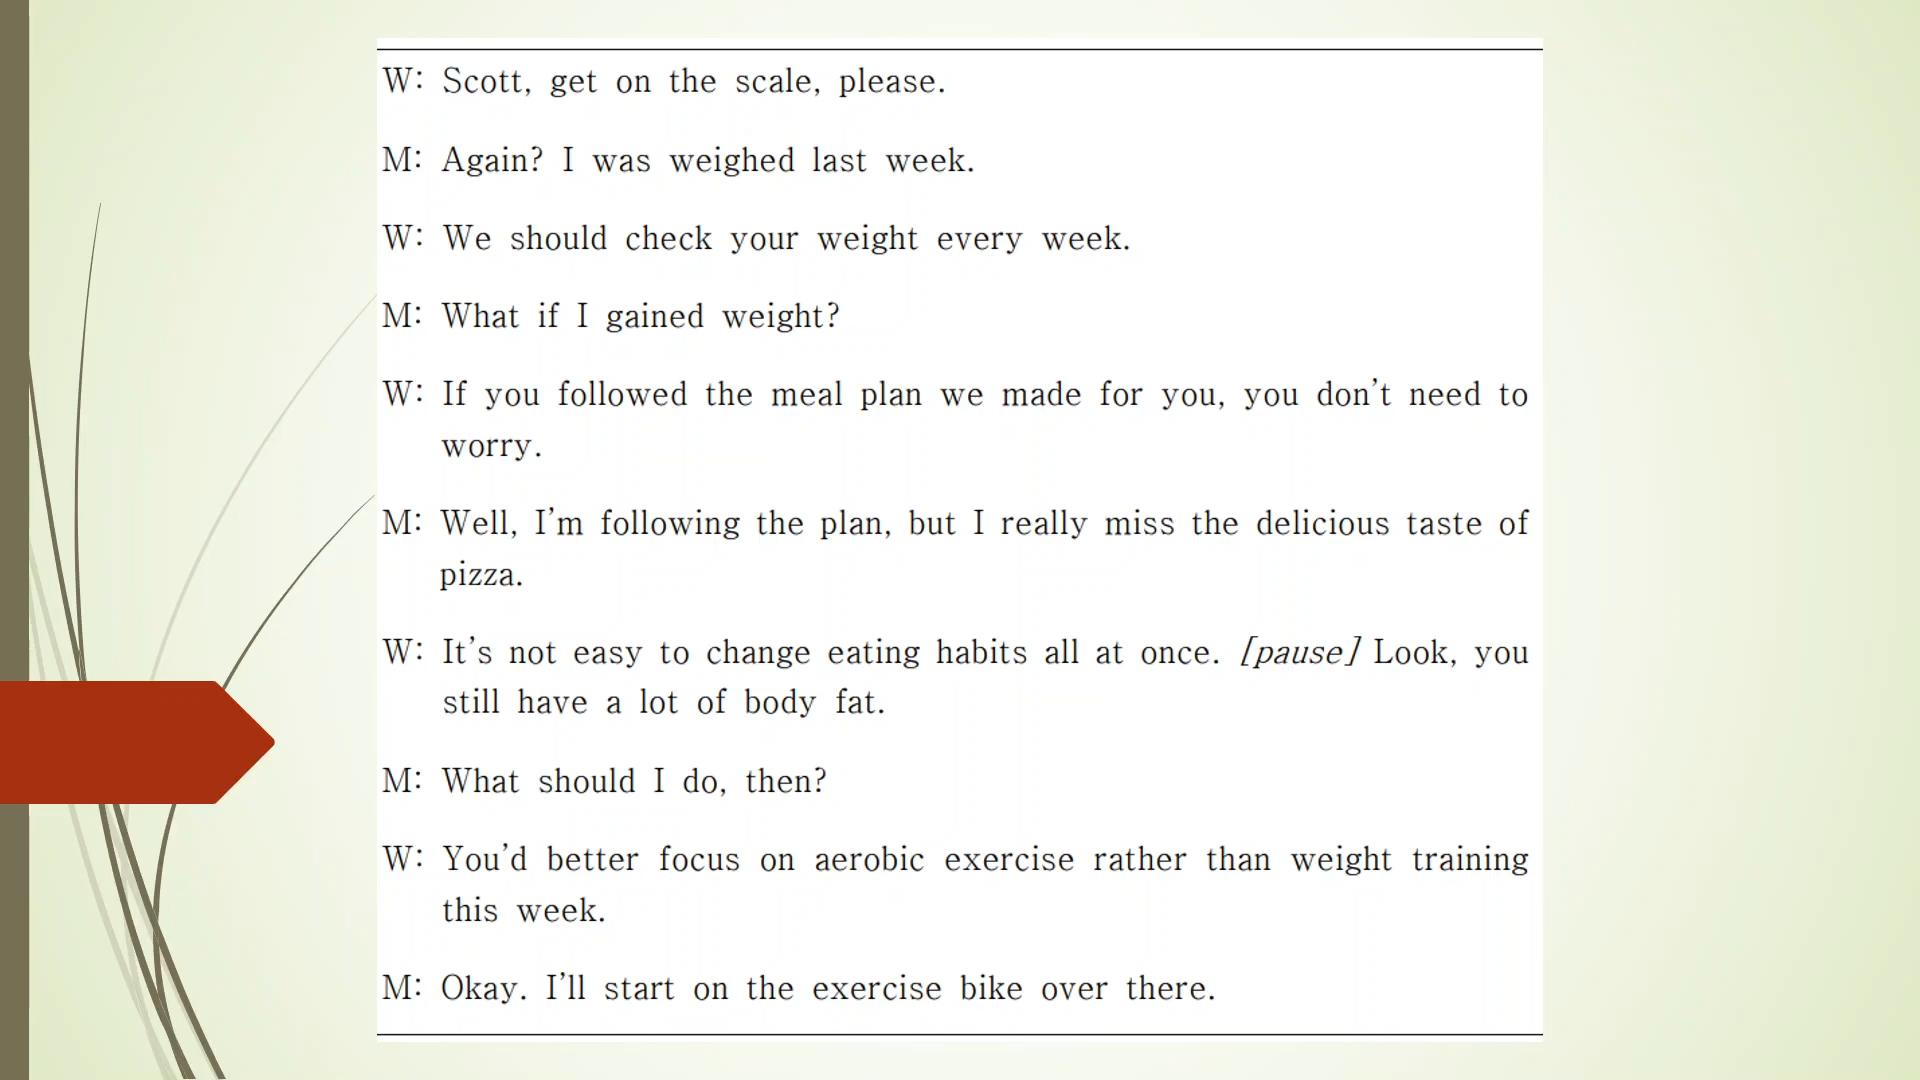 W: Scott, get on the scale, please.
M: Again? I was weighed last week.
W: We should check your weight every week.
M: What if I gained weight?
W: If you followed the meal plan we made for you, you don't need to
worry.
M: Well, I'm following the plan, but I really miss the delicious taste of
pizza.
W: It's not easy to change eating habits all at once. [pause] Look, you
still have a lot of body fat.
M: What should I do, then?
W: You'd better focus on aerobic exercise rather than weight training
this week.
M: Okay. I'll start on the exercise bike over there.